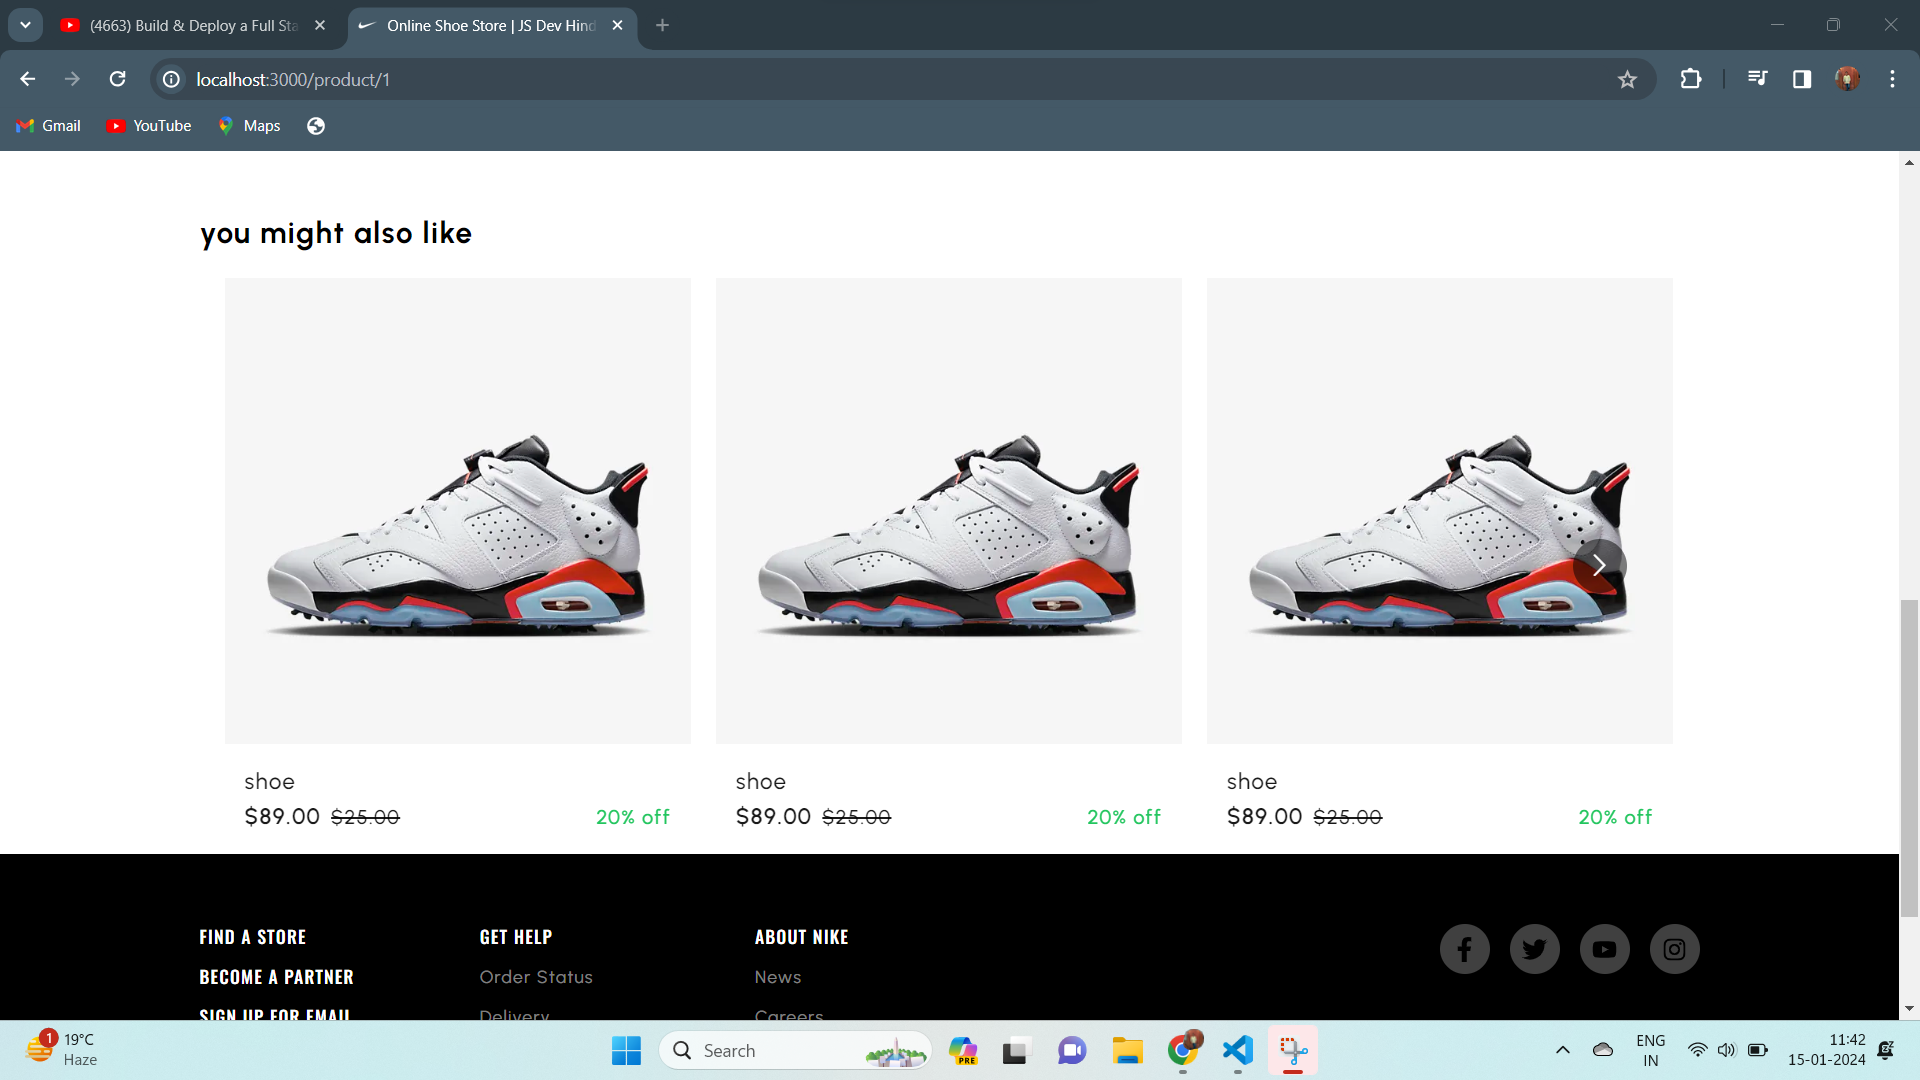 (4663) Build & Deploy a Full Sta
Online Shoe Store | JS Dev Hind
localhost:3000/product/1
Gmail
YouTube
Maps
you might also like
shoe
$89.00 $25.00 20% off
shoe
$89.00 $25.00 20% off
shoe
$89.00 $25.00 20% off
FIND A STORE
BECOME A PARTNER
SIGN UP FOR EMAIL
GET HELP
Order Status
Delivery
ABOUT NIKE
News
Careers
1
19°C
Haze
Search
PRE
ENG
IN
11:42
15-01-2024